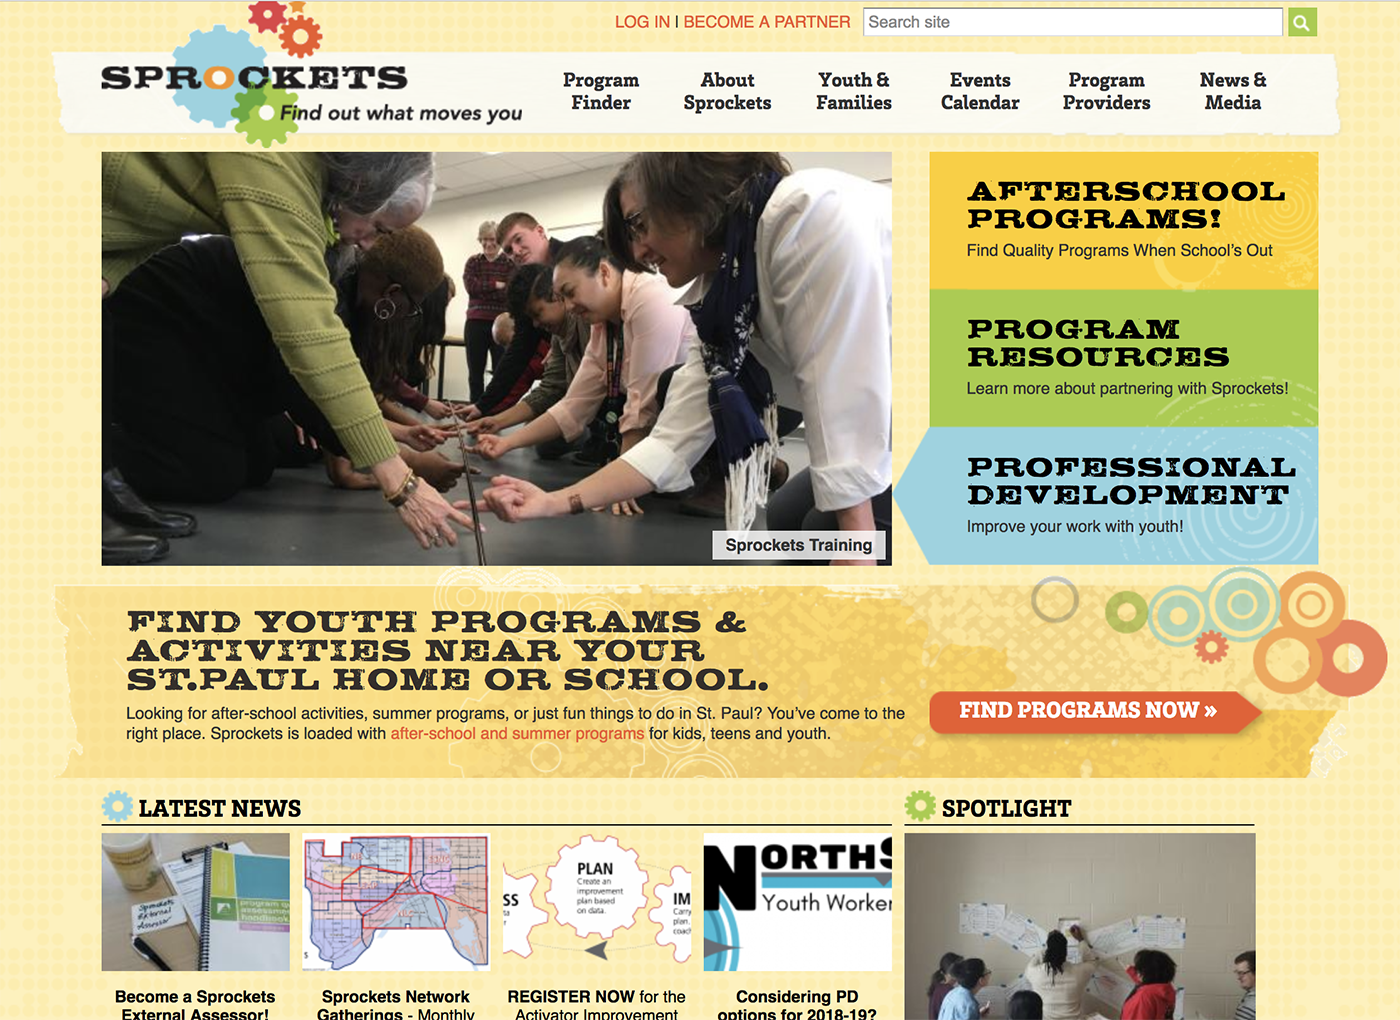 LOG IN | BECOME A PARTNER
Search site
SPROCKETS
Find out what moves you
Program
Finder
About
Sprockets
Youth &
Families
Events
Calendar
Program
Providers
News &
Media
Sprockets Training
AFTERSCHOOL
PROGRAMS!
Find Quality Programs When School's Out
PROGRAM
RESOURCES
Learn more about partnering with Sprockets!
PROFESSIONAL
DEVELOPMENT
Improve your work with youth!
FIND YOUTH PROGRAMS &
ACTIVITIES NEAR YOUR
ST.PAUL HOME OR SCHOOL.
Looking for after-school activities, summer programs, or just fun things to do in St. Paul? You've come to the
right place. Sprockets is loaded with after-school and summer programs for kids, teens and youth.
FIND PROGRAMS NOW »
LATEST NEWS
Sprockets
External
Assessor
program
assessment
handbook
Become a Sprockets
External Assessor!
Sprockets Network
Gatherings - Monthly
SS
PLAN
Create an
improvement
plan based
on data.
IM
Carry
plan.
coach
REGISTER NOW for the
Activator Improvement
NORTHS
Youth Worker
Considering PD
options for 2018-19?
SPOTLIGHT